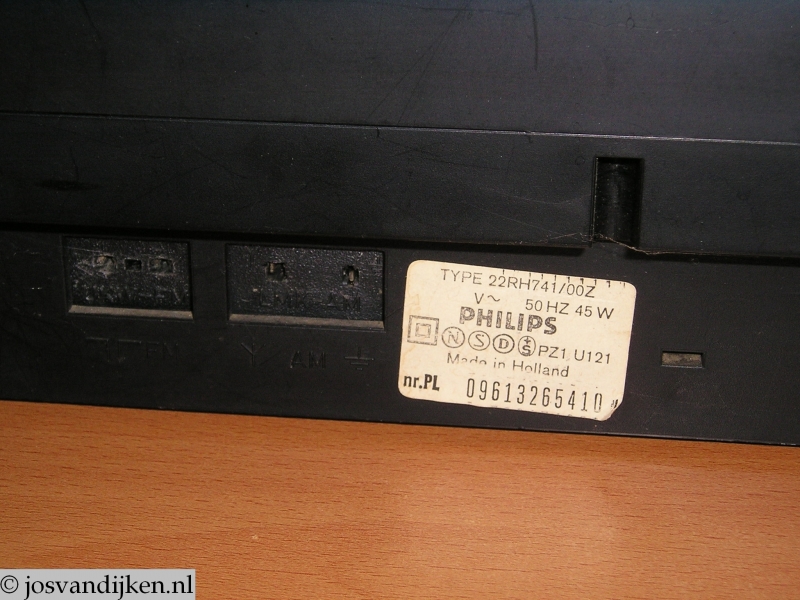 TYPE 22RH741/00Z
V~ 50 HZ 45 W
PHILIPS
N S D +S PZ1 U121
Made in Holland
nr.PL 09613265410
AM
© josvandijken.nl